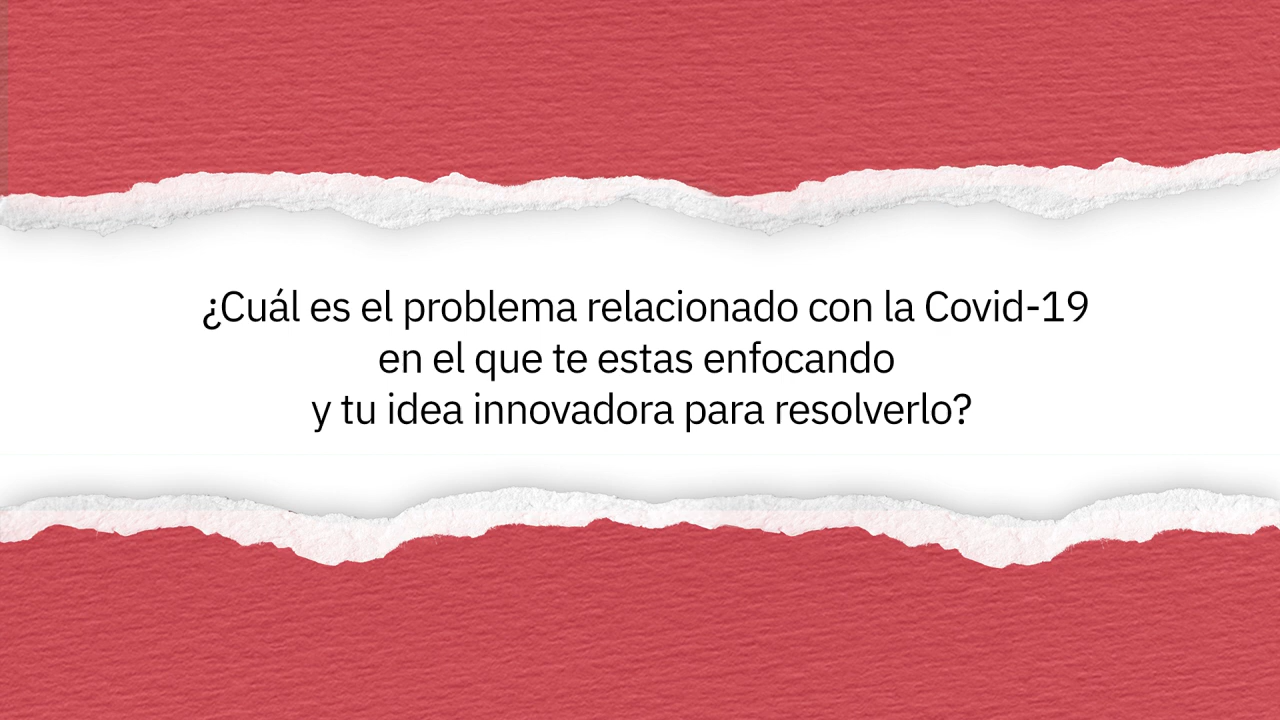 ¿Cuál es el problema relacionado con la Covid-19
en el que te estas enfocando
y tu idea innovadora para resolverlo?